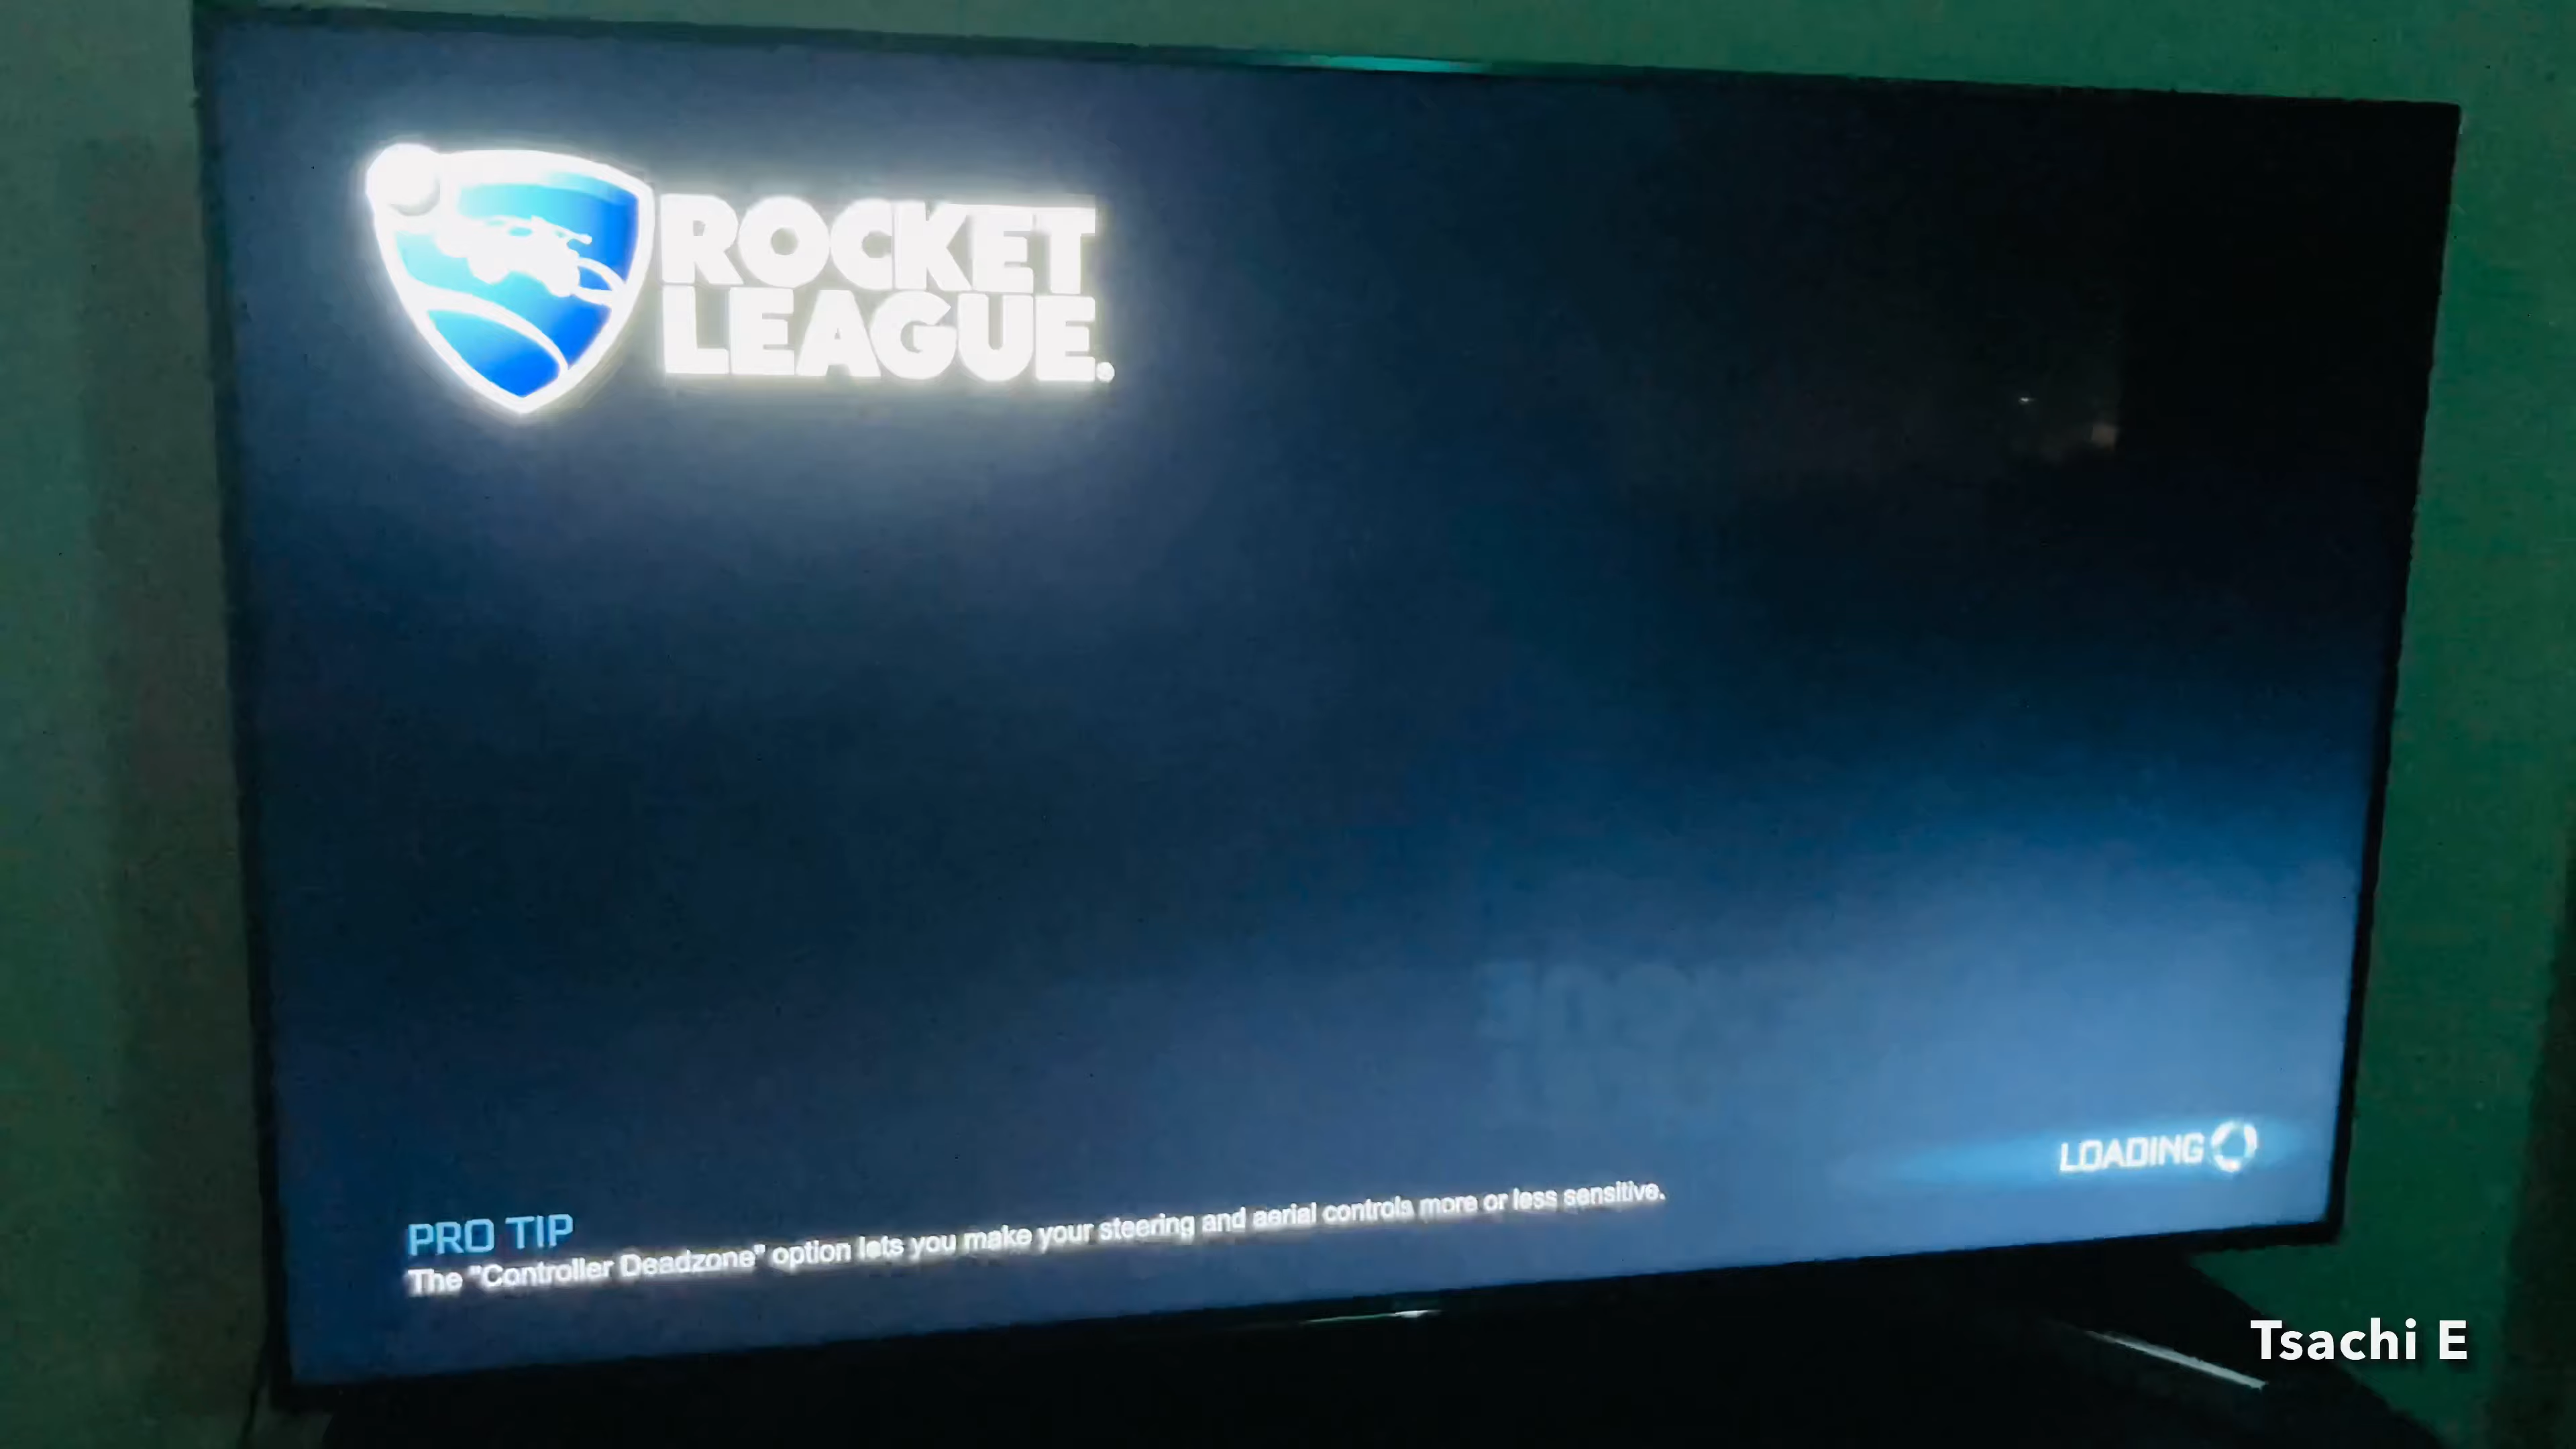 ROCKET
LEAGUE.
LOADING
PRO TIP
The "Controller Deadzone" option lets you make your steering and aerial controls more or less sensitive.
Tsachi E